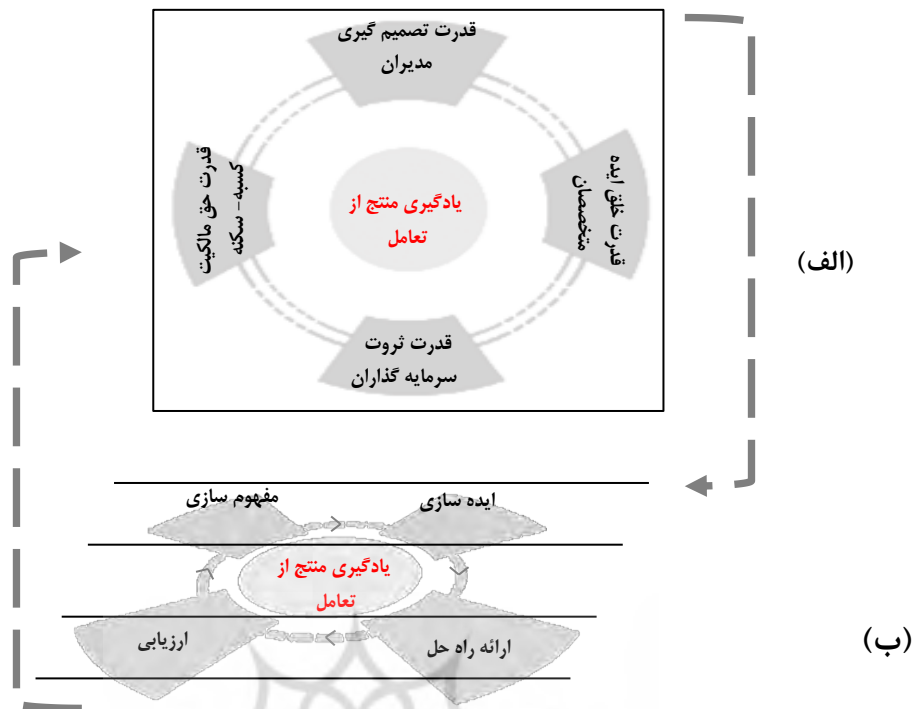 قدرت تصمیم گیری
مدیران
قدرت خلق ایده
متخصصان
یادگیری منتج از
تعامل
قدرت حق مالکیت
کسبه- سکنه
قدرت ثروت
سرمایه گذاران
(الف)
ایده سازی
مفهوم سازی
یادگیری منتج از
تعامل
ارائه راه حل
ارزیابی
(ب)